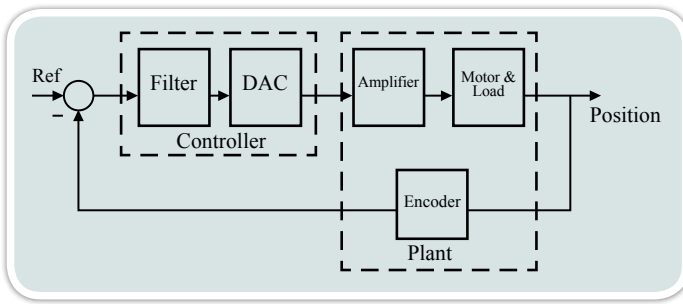 Ref
−
Filter
DAC
Controller
Amplifier
Motor &
Load
Position
Encoder
Plant